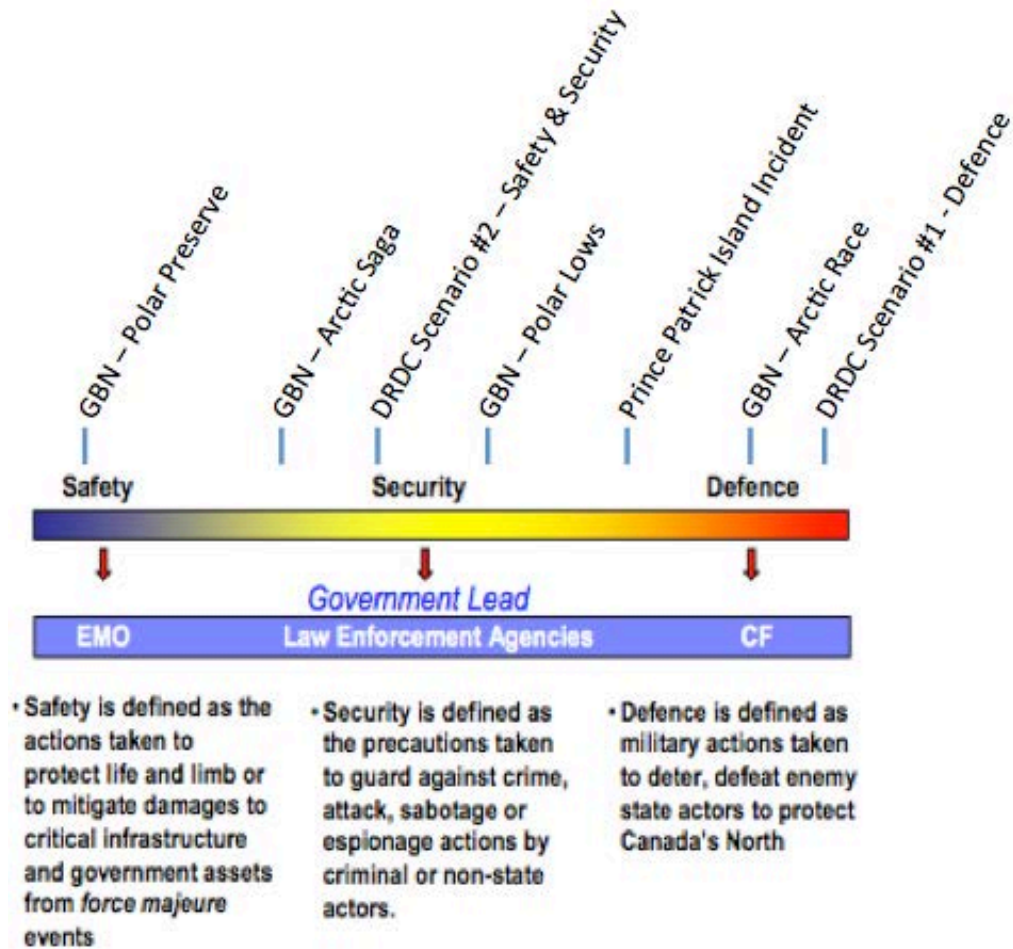 GBN – Polar Preserve
GBN – Arctic Saga
DRDC Scenario #2 – Safety & Security
GBN – Polar Lows
Prince Patrick Island Incident
GBN – Arctic Race
DRDC Scenario #1 - Defence
Safety
Security
Defence
Government Lead
EMO
Law Enforcement Agencies
CF
• Safety is defined as the
actions taken to
protect life and limb or
to mitigate damages to
critical infrastructure
and government assets
from force majeure
events
• Security is defined as
the precautions taken
to guard against crime,
attack, sabotage or
espionage actions by
criminal or non-state
actors.
• Defence is defined as
military actions taken
to deter, defeat enemy
state actors to protect
Canada's North